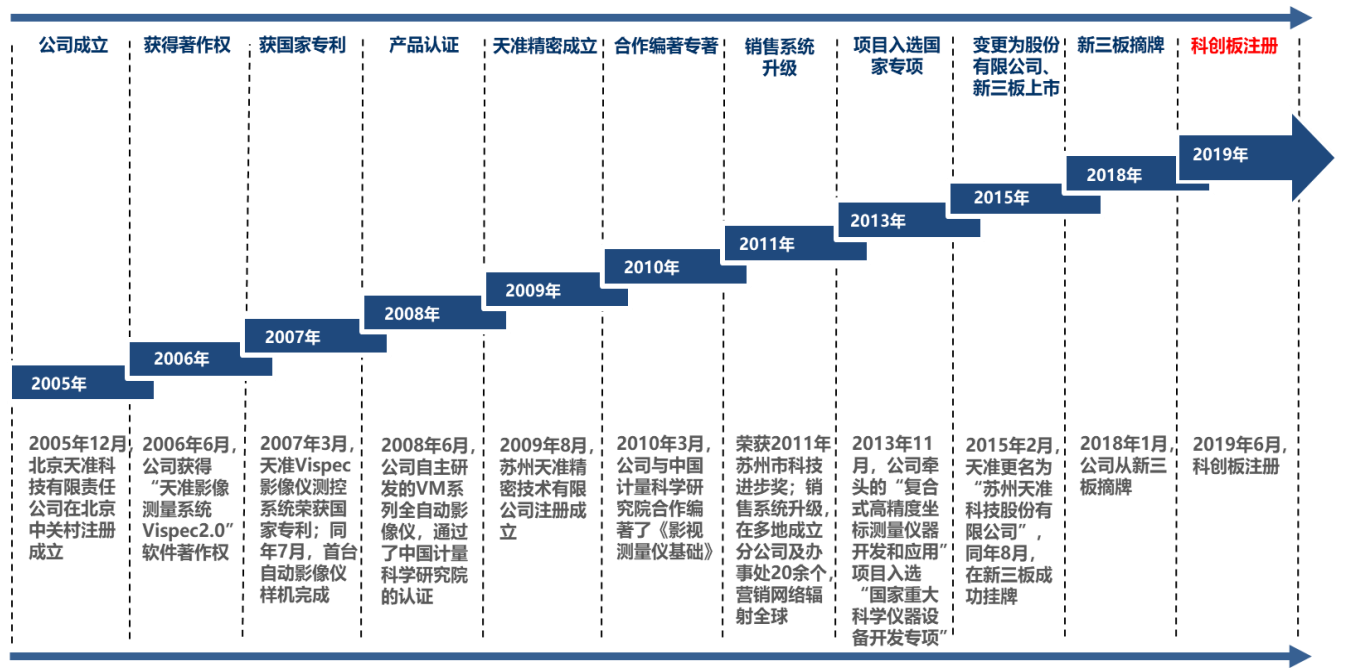 公司成立
获得著作权
获国家专利
产品认证
天准精密成立
合作编著专著
销售系统
升级
项目入选国
家专项
变更为股份
有限公司、
新三板上市
新三板摘牌
科创板注册
2005年
2006年
2007年
2008年
2009年
2010年
2011年
2013年
2015年
2018年
2019年
2005年12月,
北京天准科
技有限责任
公司在北京
中关村注册
成立
2006年6月,
公司获得
“天准影像
测量系统
Vispec2.0”
软件著作权
2007年3月,
天准Vispec
影像仪测控
系统荣获国
家专利；同
年7月，首台
自动影像仪
样机完成
2008年6月,
公司自主研
发的VM系
列全自动影
像仪，通过
了中国计量
科学研究院
的认证
2009年8月,
苏州天准精
密技术有限
公司注册成
立
2010年3月,
公司与中国
计量科学研
究院合作编
著了《影视
测量仪基础》
荣获2011年
苏州市科技
进步奖；销
售系统升级,
在多地成立
分公司及办
事处20余个,
营销网络辐
射全球
2013年11
月，公司牵
头的“复合
式高精度坐
标测量仪器
开发和应用”
项目入选
“国家重大
科学仪器设
备开发专项”
2015年2月,
天准更名为
“苏州天准
科技股份有
限公司”，
同年8月，
在新三板成
功挂牌
2018年1月,
公司从新三
板摘牌
2019年6月,
科创板注册